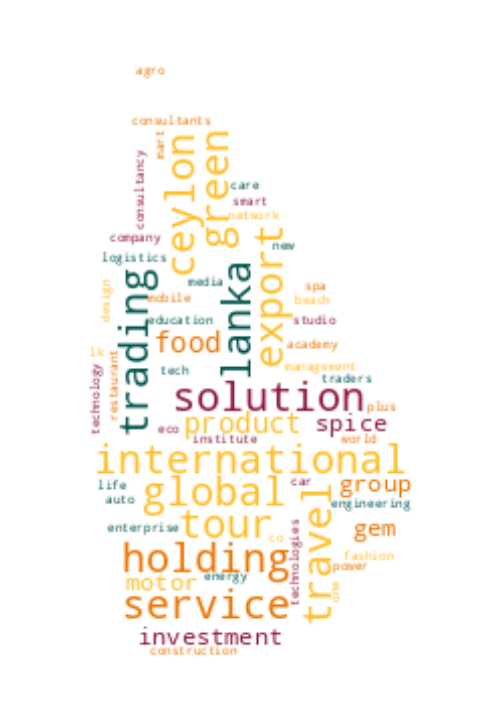 agro
consultants
mart
ceylon
green
consultancy
care
smart
network
company
new
logistics
export
lanka
trading
media
design
mobile
spa
beach
education
studio
food
academy
lk
restaurant
technology
tech
management
traders
solution
plus
product
spice
eco
institute
world
international
life
global
car
group
auto
travel
engineering
enterprise
tour
gem
technologies
co
holding
fashion
power
motor
energy
one
service
investment
construction